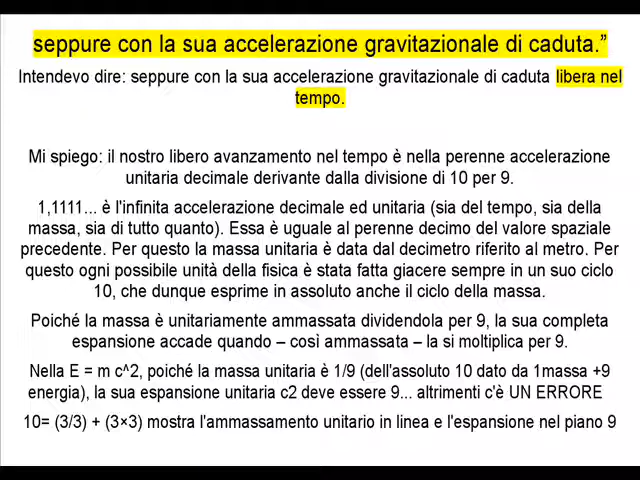 seppure con la sua accelerazione gravitazionale di caduta.”
Intendevo dire: seppure con la sua accelerazione gravitazionale di caduta libera nel
tempo.
Mi spiego: il nostro libero avanzamento nel tempo è nella perenne accelerazione
unitaria decimale derivante dalla divisione di 10 per 9.
1,1111... è l'infinita accelerazione decimale ed unitaria (sia del tempo, sia della
massa, sia di tutto quanto). Essa è uguale al perenne decimo del valore spaziale
precedente. Per questo la massa unitaria è data dal decimetro riferito al metro. Per
questo ogni possibile unità della fisica è stata fatta giacere sempre in un suo ciclo
10, che dunque esprime in assoluto anche il ciclo della massa.
Poiché la massa è unitariamente ammassata dividendola per 9, la sua completa
espansione accade quando – così ammassata – la si moltiplica per 9.
Nella E = m c^2, poiché la massa unitaria è 1/9 (dell'assoluto 10 dato da 1massa +9
energia), la sua espansione unitaria c2 deve essere 9... altrimenti c'è UN ERRORE
10= (3/3) + (3×3) mostra l'ammassamento unitario in linea e l'espansione nel piano 9